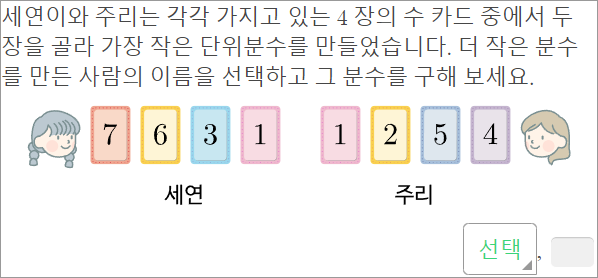 세연이와 주리는 각각 가지고 있는 4 장의 수 카드 중에서 두
장을 골라 가장 작은 단위분수를 만들었습니다. 더 작은 분수
를 만든 사람의 이름을 선택하고 그 분수를 구해 보세요.
7 6 3 1 1 2 5 4
세연 주리
선택 ,